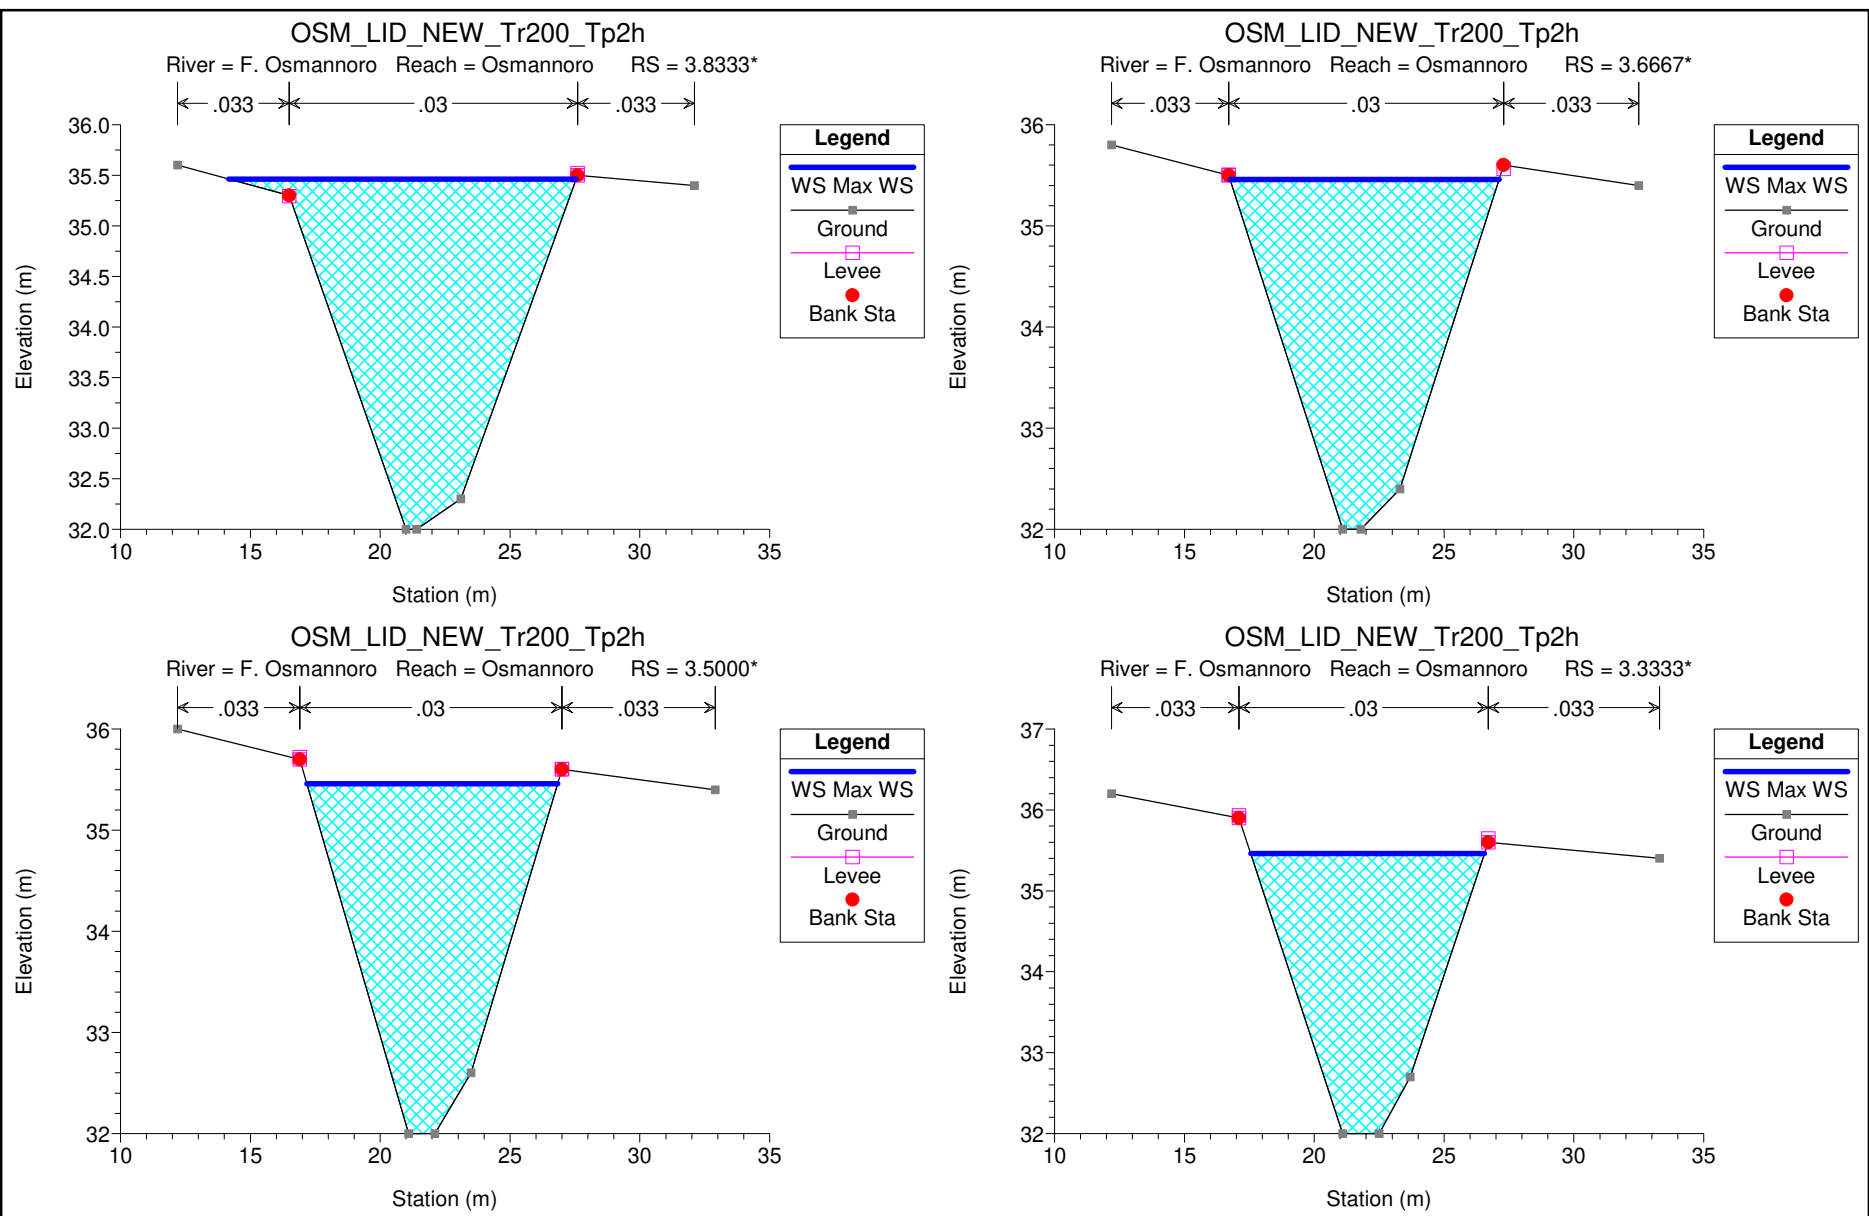 OSM_LID_NEW_Tr200_Tp2h
River = F. Osmannoro Reach = Osmannoro RS = 3.8333*
.033 .03 .033
36.0
35.5
35.0
34.5
34.0
33.5
33.0
32.5
32.0
10 15 20 25 30 35
Station (m)
Elevation (m)
Legend
WS Max WS
Ground
Levee
Bank Sta
OSM_LID_NEW_Tr200_Tp2h
River = F. Osmannoro Reach = Osmannoro RS = 3.6667*
.033 .03 .033
36
35
34
33
32
10 15 20 25 30 35
Station (m)
Elevation (m)
Legend
WS Max WS
Ground
Levee
Bank Sta
OSM_LID_NEW_Tr200_Tp2h
River = F. Osmannoro Reach = Osmannoro RS = 3.5000*
.033 .03 .033
36
35
34
33
32
10 15 20 25 30 35
Station (m)
Elevation (m)
Legend
WS Max WS
Ground
Levee
Bank Sta
OSM_LID_NEW_Tr200_Tp2h
River = F. Osmannoro Reach = Osmannoro RS = 3.3333*
.033 .03 .033
37
36
35
34
33
32
10 15 20 25 30 35
Station (m)
Elevation (m)
Legend
WS Max WS
Ground
Levee
Bank Sta